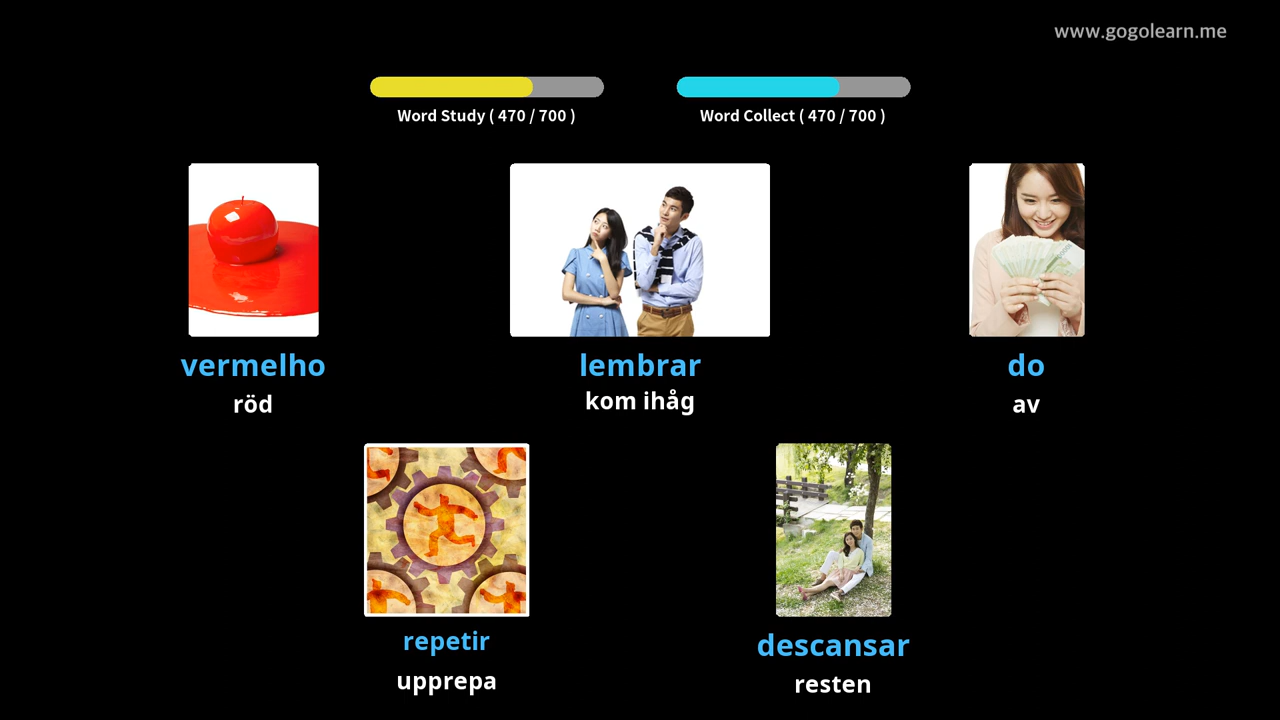 www.gogolearn.me
Word Study ( 470 / 700 )
Word Collect ( 470 / 700 )
vermelho
röd
lembrar
kom ihåg
do
av
repetir
upprepa
descansar
resten